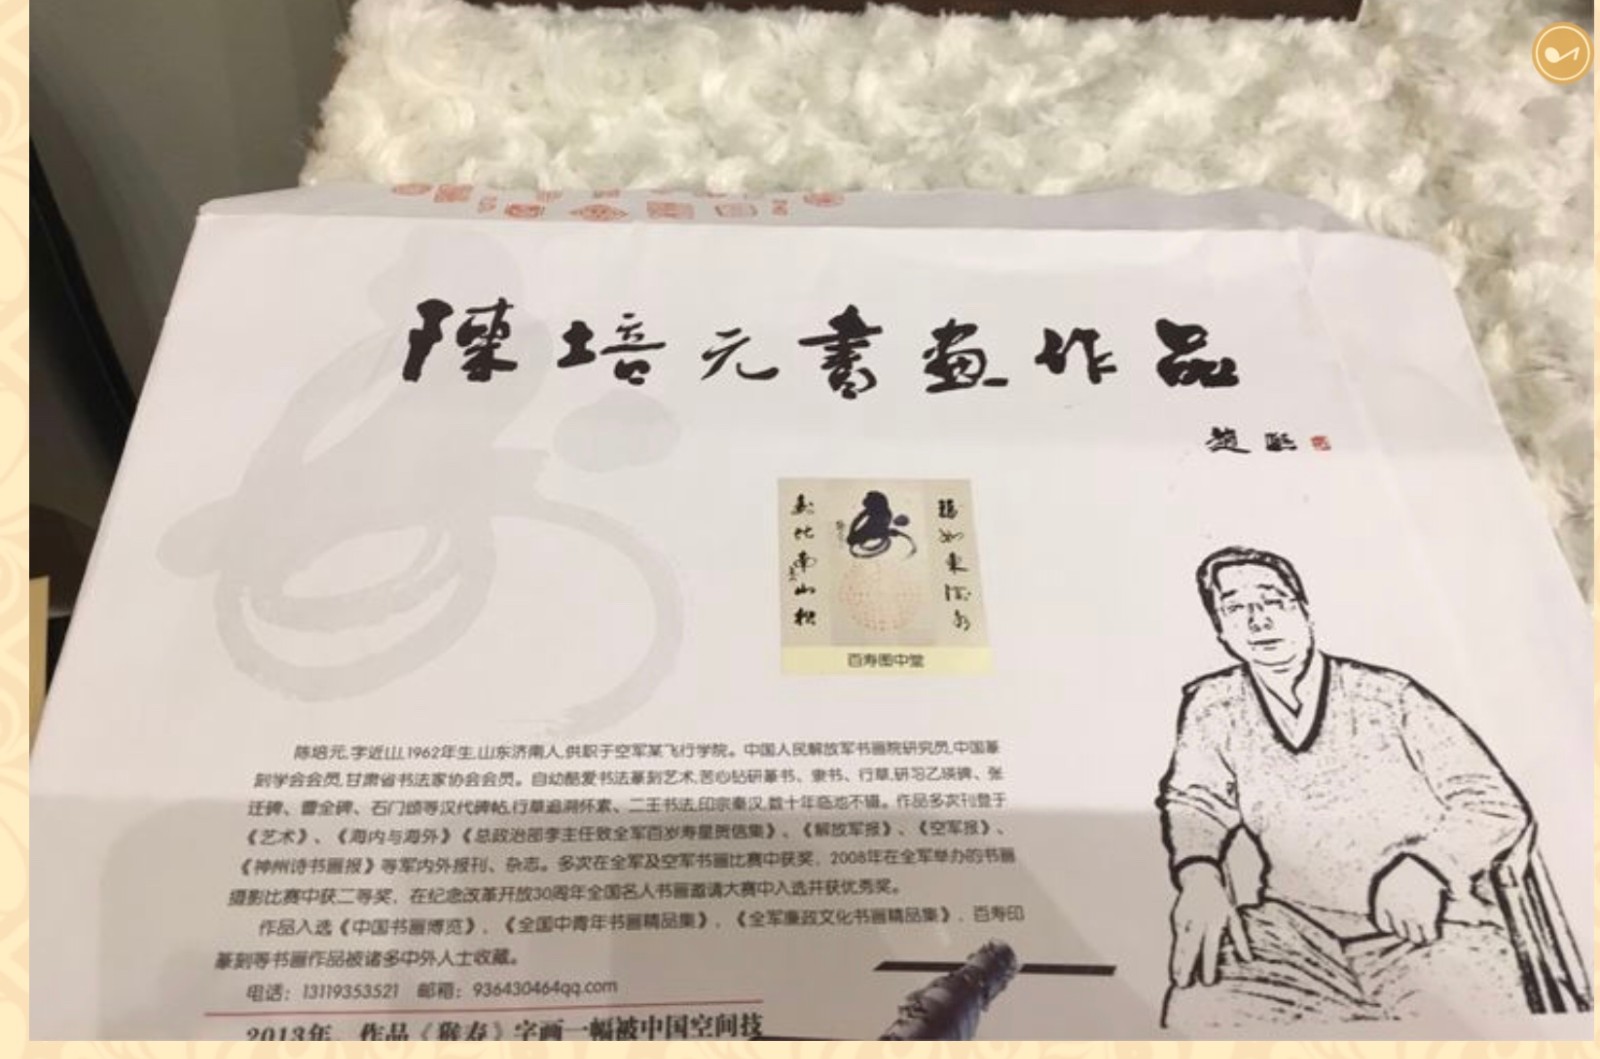 陳培元書画作品
趙熙
福如東海水
寿比南山松
百寿图中堂
陈培元,字近山,1962年生,山东济南人,供职于空军某飞行学院。中国人民解放军书画院研究员,中国篆
刻学会会员,甘肃省书法家协会会员。自幼酷爱书法篆刻艺术,苦心钻研篆书、隶书、行草,研习乙瑛碑、张
迁碑、曹全碑、石门颂等汉代碑帖,行草追溯怀素、二王书法,印宗秦汉,数十年临池不辍。作品多次刊登于
《艺术》、《海内与海外》《总政治部李主任致全军百岁寿星贺信集》、《解放军报》、《空军报》、
《神州诗书画报》等军内外报刊、杂志。多次在全军及空军书画比赛中获奖，2008年在全军举办的书画
摄影比赛中获二等奖，在纪念改革开放30周年全国名人书画邀请大赛中入选并获优秀奖。
作品入选《中国书画博览》，《全国中青年书画精品集》，《全军廉政文化书画精品集》，百寿印
篆刻等书画作品被诸多中外人士收藏。
电话：13119353521 邮箱：936430464qq.com
2013年，作品《猴寿》字画一幅被中国空间技